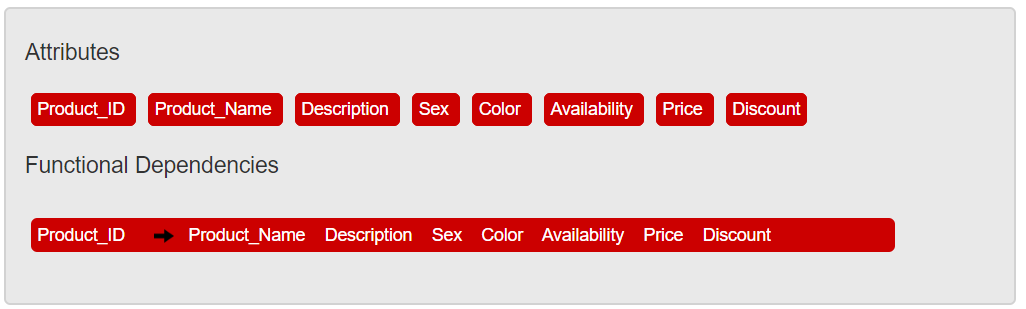 Attributes
Product_ID Product_Name Description Sex Color Availability Price Discount
Functional Dependencies
Product_ID → Product_Name Description Sex Color Availability Price Discount